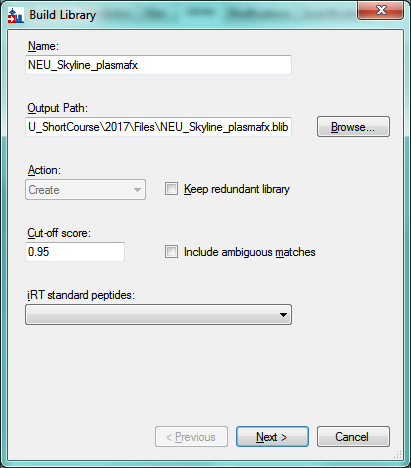 Build Library
Name:
NEU_Skyline_plasmafx
Output Path:
U_ShortCourse\2017\Files\NEU_Skyline_plasmafx.blib
Browse...
Action:
Create
Keep redundant library
Cut-off score:
0.95
Include ambiguous matches
iRT standard peptides:
< Previous
Next >
Cancel